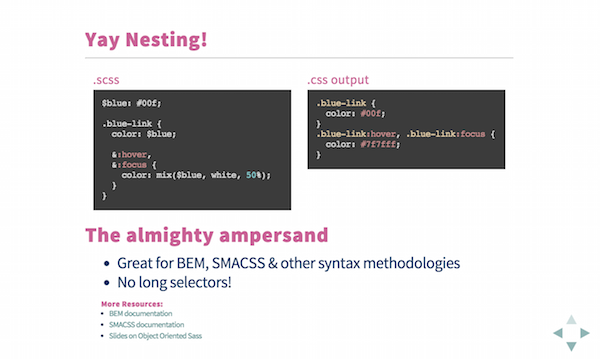 Yay Nesting!
.scss
$blue: #00f;
.blue-link {
color: $blue;
&:hover,
&:focus {
color: mix($blue, white, 50%);
}
}
.css output
.blue-link {
color: #00f;
}
.blue-link:hover, .blue-link:focus {
color: #7f7fff;
}
The almighty ampersand
• Great for BEM, SMACSS & other syntax methodologies
• No long selectors!
More Resources:
• BEM documentation
• SMACSS documentation
• Slides on Object Oriented Sass